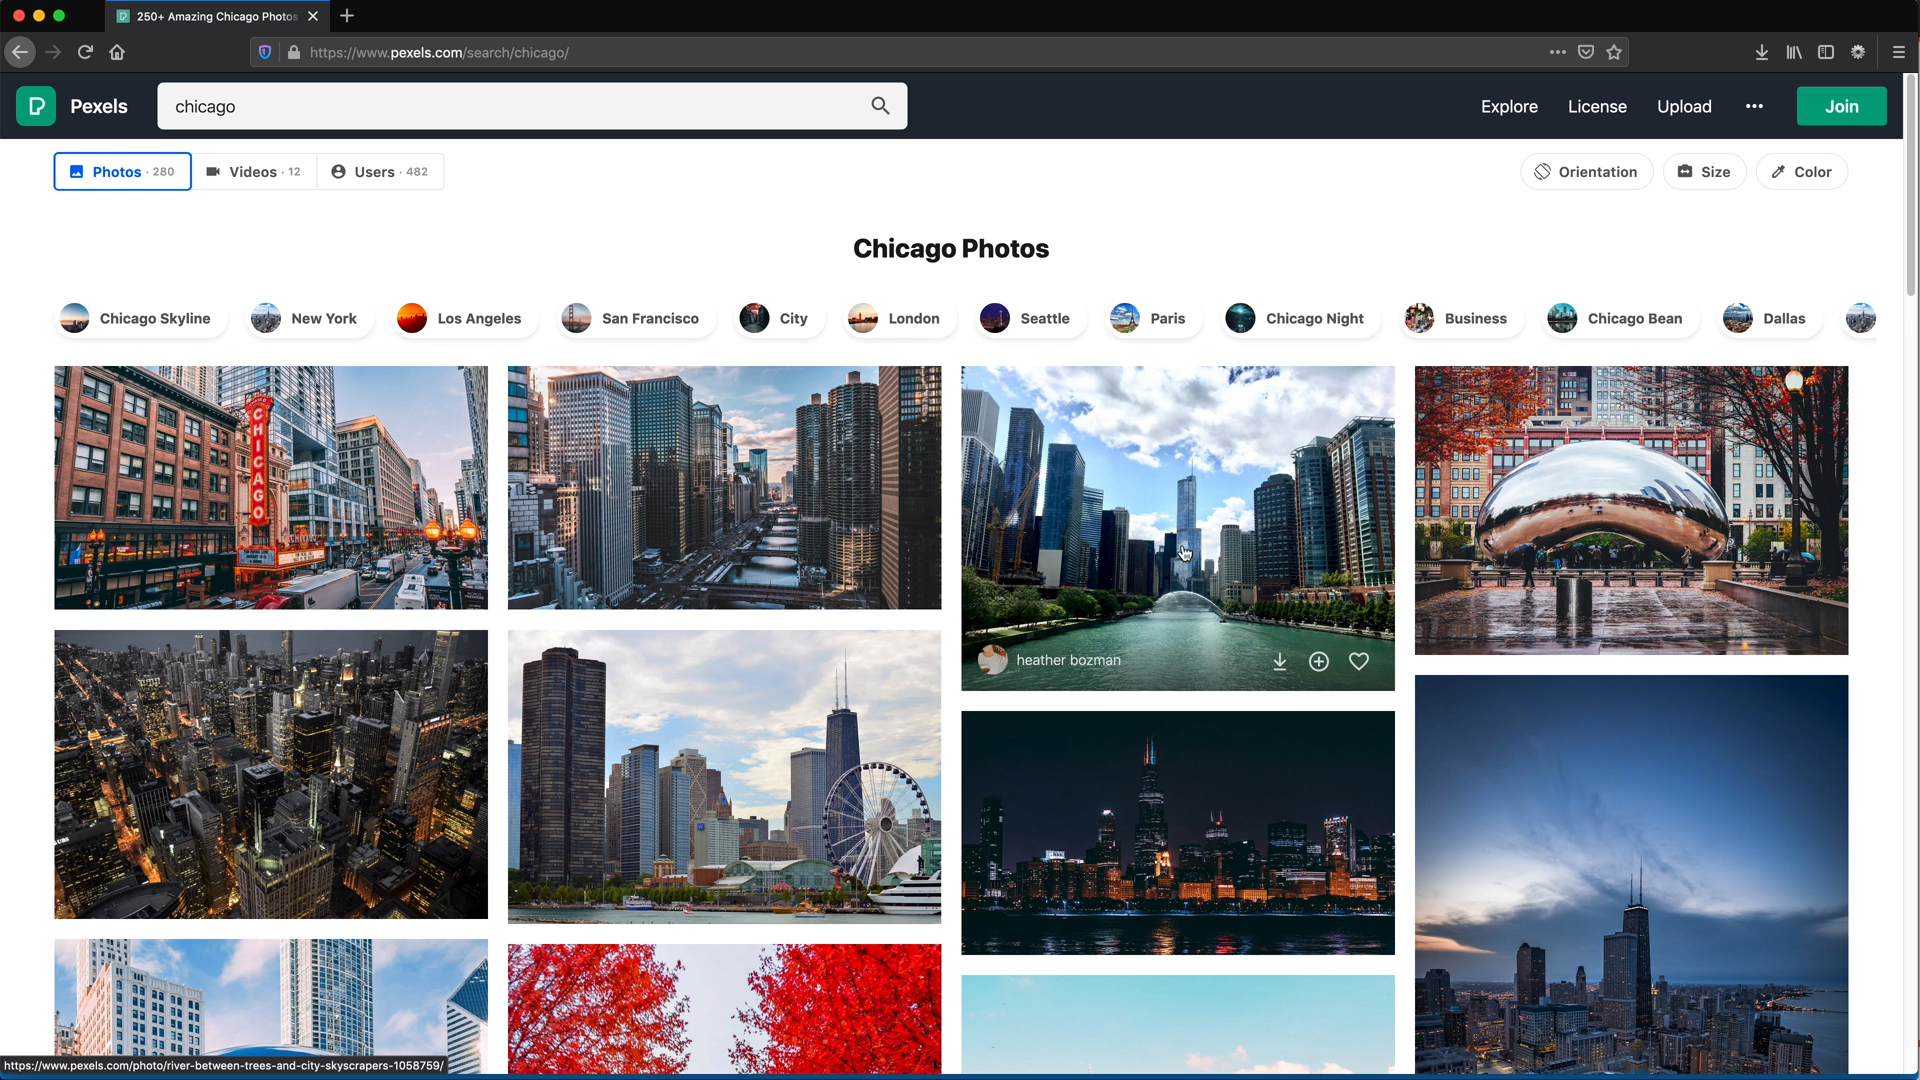 250+ Amazing Chicago Photos
https://www.pexels.com/search/chicago/
Pexels
chicago
Explore
License
Upload
Join
Photos · 280
Videos · 12
Users · 482
Orientation
Size
Color
Chicago Photos
Chicago Skyline
New York
Los Angeles
San Francisco
City
London
Seattle
Paris
Chicago Night
Business
Chicago Bean
Dallas
CHICAGO
heather bozman
https://www.pexels.com/photo/river-between-trees-and-city-skyscrapers-1058759/